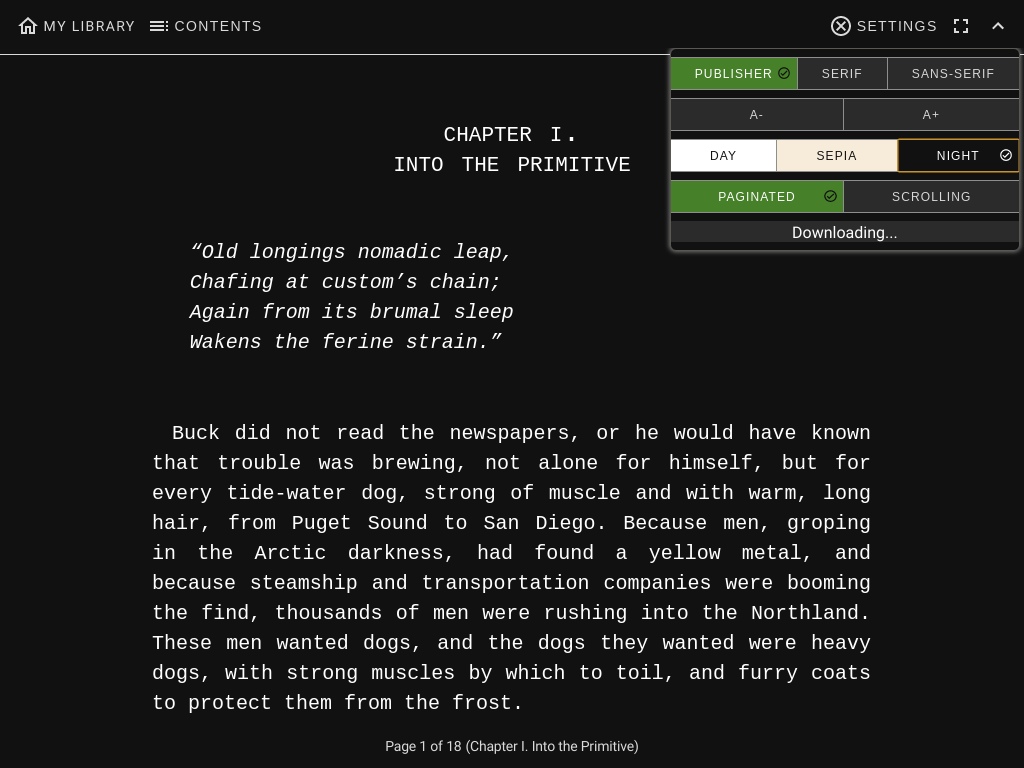 MY LIBRARY CONTENTS SETTINGS
PUBLISHER SERIF SANS-SERIF
A- A+
DAY SEPIA NIGHT
PAGINATED SCROLLING
Downloading...
CHAPTER I.
INTO THE PRIMITIVE
“Old longings nomadic leap,
Chafing at custom’s chain;
Again from its brumal sleep
Wakens the ferine strain.”
Buck did not read the newspapers, or he would have known
that trouble was brewing, not alone for himself, but for
every tide-water dog, strong of muscle and with warm, long
hair, from Puget Sound to San Diego. Because men, groping
in the Arctic darkness, had found a yellow metal, and
because steamship and transportation companies were booming
the find, thousands of men were rushing into the Northland.
These men wanted dogs, and the dogs they wanted were heavy
dogs, with strong muscles by which to toil, and furry coats
to protect them from the frost.
Page 1 of 18 (Chapter I. Into the Primitive)